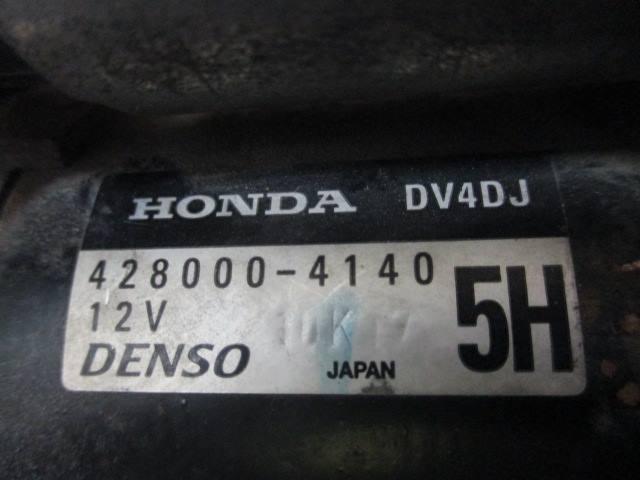 HONDA DV4DJ
428000-4140
12V
5H
DENSO JAPAN